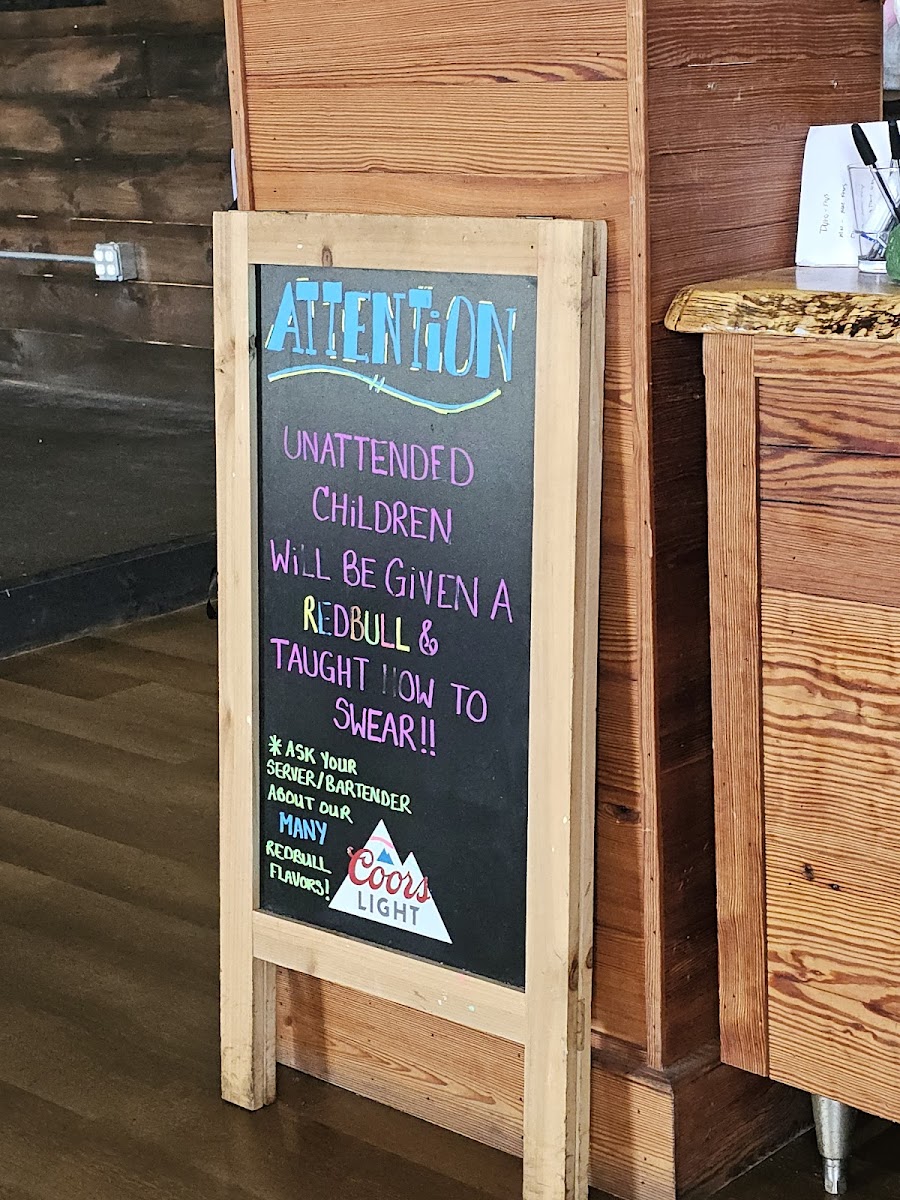 ATTENTiON
UNATTENDED
CHiLDREN
WiLL BE GiVEN A
REDBULL &
TAUGHT HOW TO
SWEAR!!
* ASK YOUR
SERVER/BARTENDER
ABOUT OUR
MANY
REDBULL
FLAVORS!
Coors
LIGHT